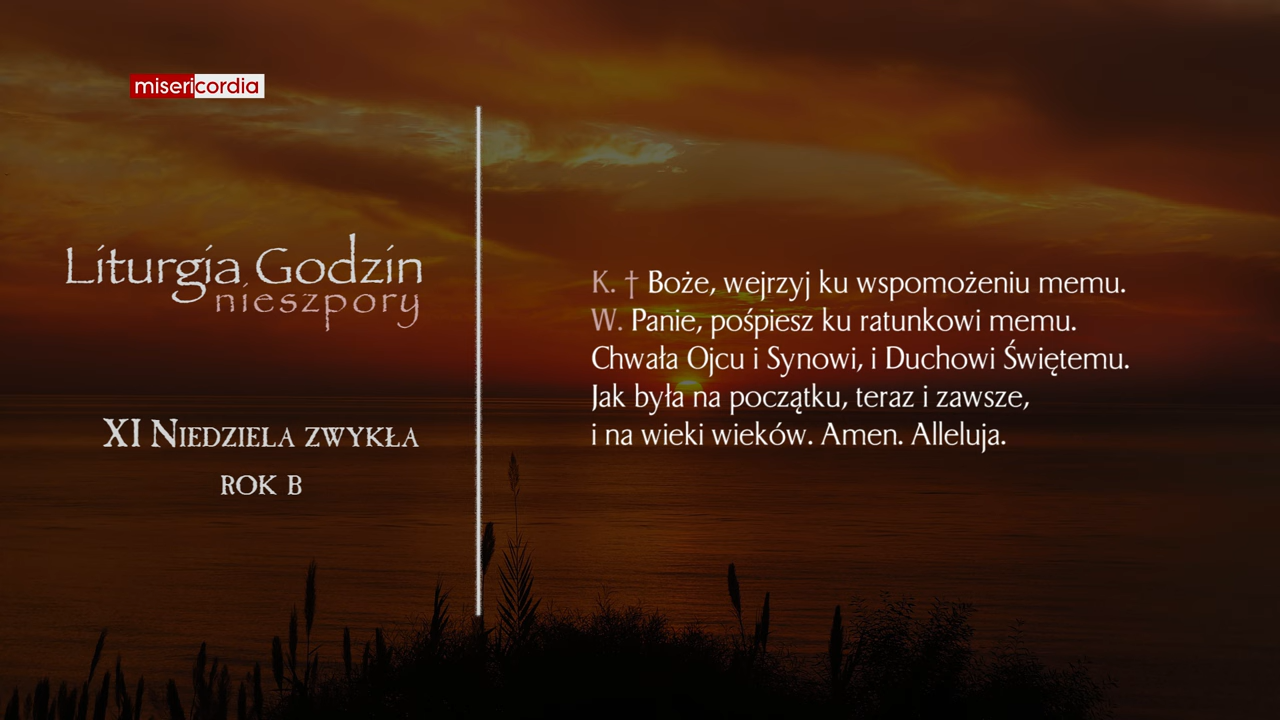 misericordia
Liturgia Godzin
nieszpory
XI Niedziela zwykła
rok B
K. † Boże, wejrzyj ku wspomożeniu memu.
W. Panie, pośpiesz ku ratunkowi memu.
Chwała Ojcu i Synowi, i Duchowi Świętemu.
Jak była na początku, teraz i zawsze,
i na wieki wieków. Amen. Alleluja.